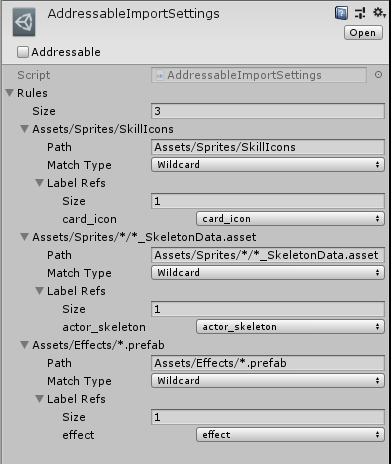 AddressableImportSettings
Open
Addressable
Script AddressableImportSettings
Rules
Size 3
Assets/Sprites/SkillIcons
Path Assets/Sprites/SkillIcons
Match Type Wildcard
Label Refs
Size 1
card_icon card_icon
Assets/Sprites/*/*_SkeletonData.asset
Path Assets/Sprites/*/*_SkeletonData.asset
Match Type Wildcard
Label Refs
Size 1
actor_skeleton actor_skeleton
Assets/Effects/*.prefab
Path Assets/Effects/*.prefab
Match Type Wildcard
Label Refs
Size 1
effect effect